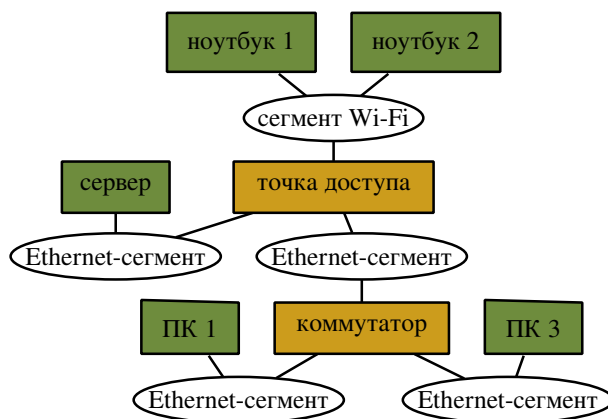 ноутбук 1
ноутбук 2
сегмент Wi-Fi
сервер
точка доступа
Ethernet-сегмент
Ethernet-сегмент
ПК 1
коммутатор
ПК 3
Ethernet-сегмент
Ethernet-сегмент